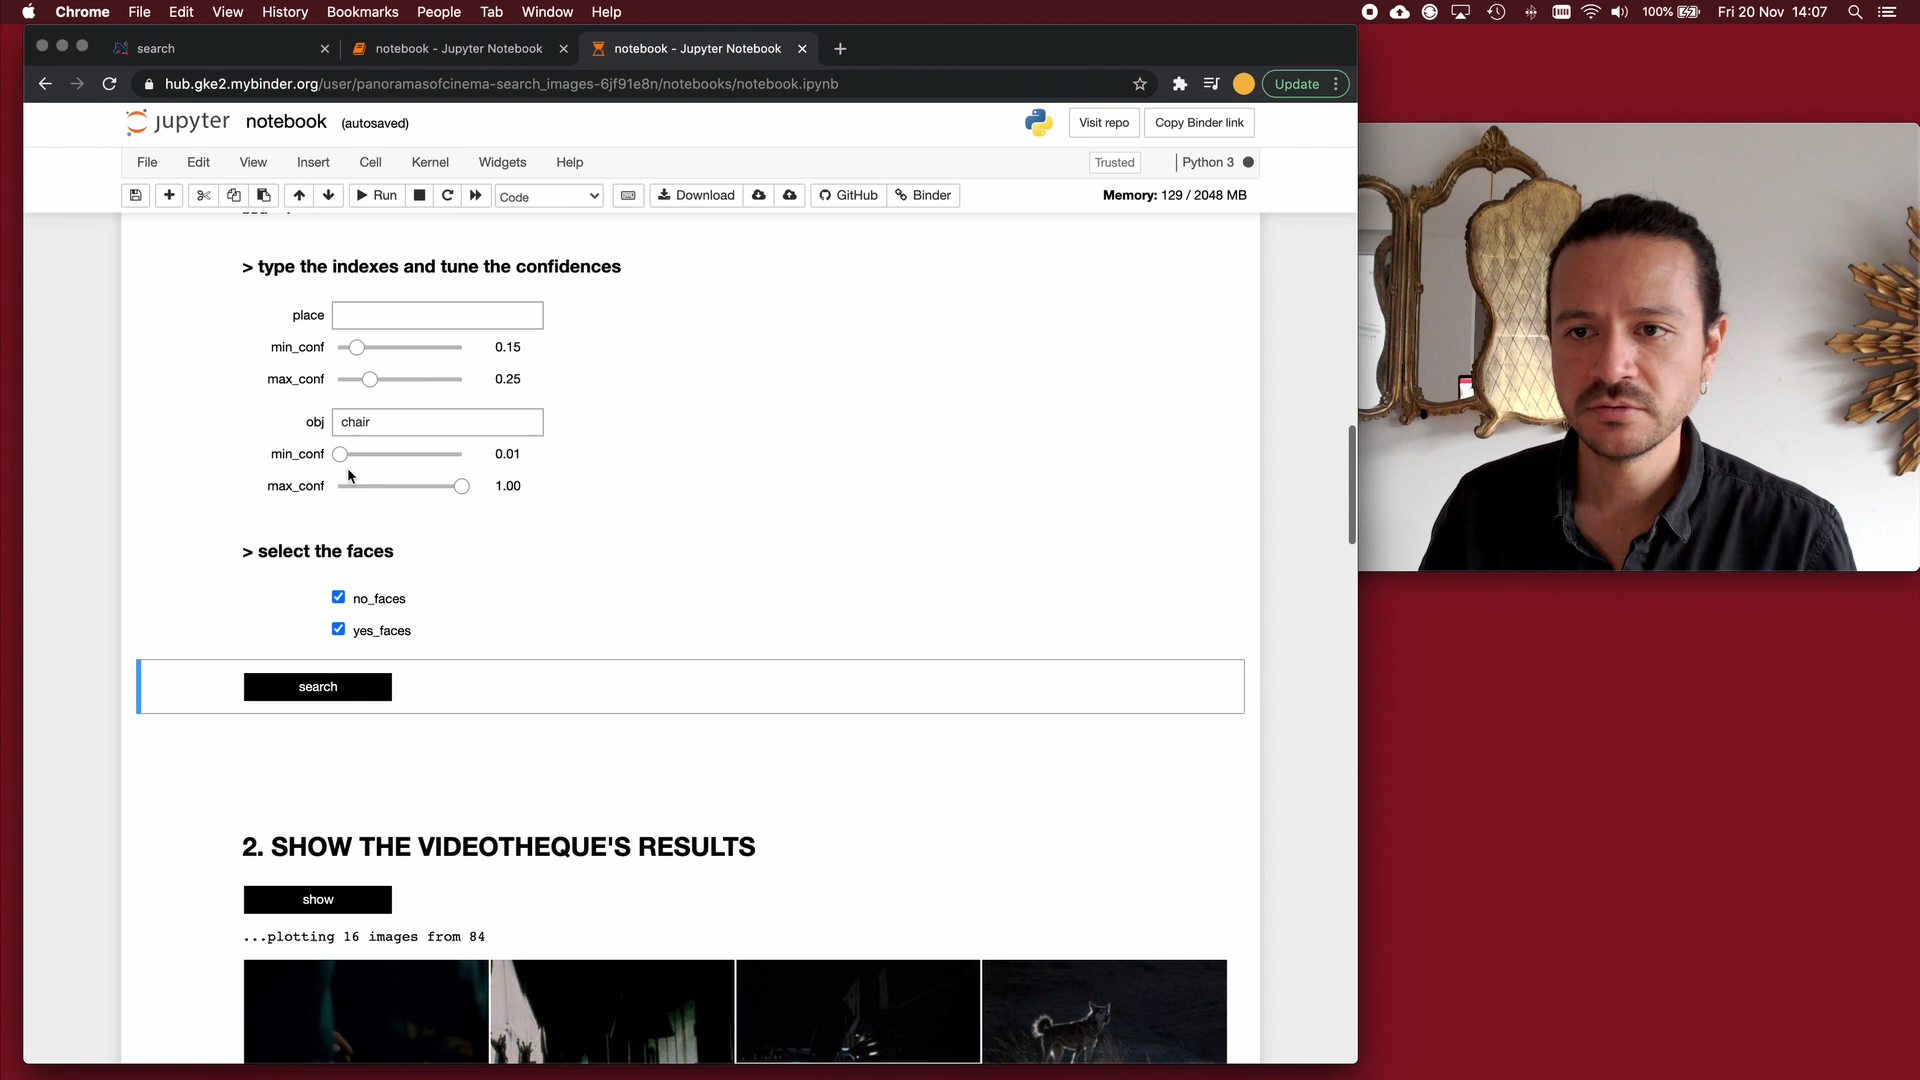 Chrome File Edit View History Bookmarks People Tab Window Help 100% Fri 20 Nov 14:07
search notebook - Jupyter Notebook notebook - Jupyter Notebook
hub.gke2.mybinder.org/user/panoramasofcinema-search_images-6jf91e8n/notebooks/notebook.ipynb Update
jupyter notebook (autosaved) Visit repo Copy Binder link
File Edit View Insert Cell Kernel Widgets Help Trusted Python 3
Run Code Download GitHub Binder Memory: 129 / 2048 MB
> type the indexes and tune the confidences
place
min_conf 0.15
max_conf 0.25
obj chair
min_conf 0.01
max_conf 1.00
> select the faces
no_faces
yes_faces
search
2. SHOW THE VIDEOTHEQUE'S RESULTS
show
...plotting 16 images from 84